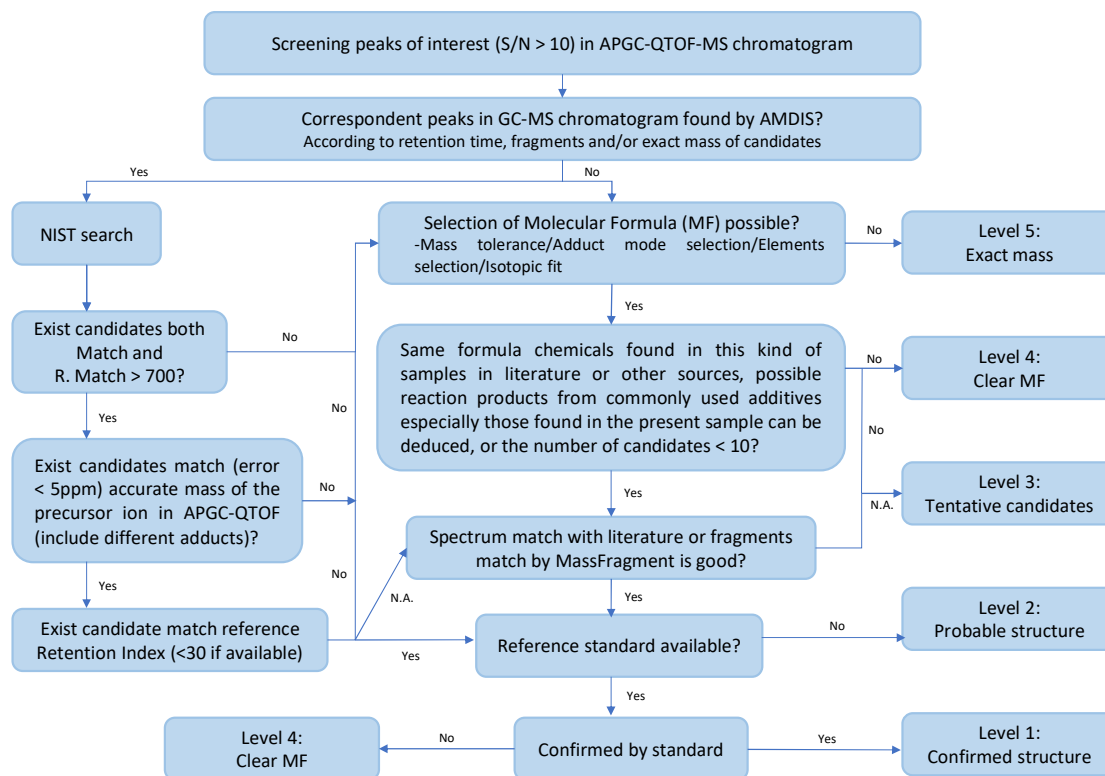 Screening peaks of interest (S/N > 10) in APGC-QTOF-MS chromatogram
Correspondent peaks in GC-MS chromatogram found by AMDIS?
According to retention time, fragments and/or exact mass of candidates
Yes
No
NIST search
Selection of Molecular Formula (MF) possible?
-Mass tolerance/Adduct mode selection/Elements
selection/Isotopic fit
No
Level 5:
Exact mass
Yes
Exist candidates both
Match and
R. Match > 700?
No
Same formula chemicals found in this kind of
samples in literature or other sources, possible
reaction products from commonly used additives
especially those found in the present sample can be
deduced, or the number of candidates < 10?
No
Level 4:
Clear MF
Yes
No
No
Exist candidates match (error
< 5ppm) accurate mass of the
precursor ion in APGC-QTOF
(include different adducts)?
No
Yes
N.A.
Level 3:
Tentative candidates
Spectrum match with literature or fragments
match by MassFragment is good?
Yes
No
N.A.
Yes
Exist candidate match reference
Retention Index (<30 if available)
Yes
Reference standard available?
No
Level 2:
Probable structure
Yes
Level 4:
Clear MF
No
Confirmed by standard
Yes
Level 1:
Confirmed structure